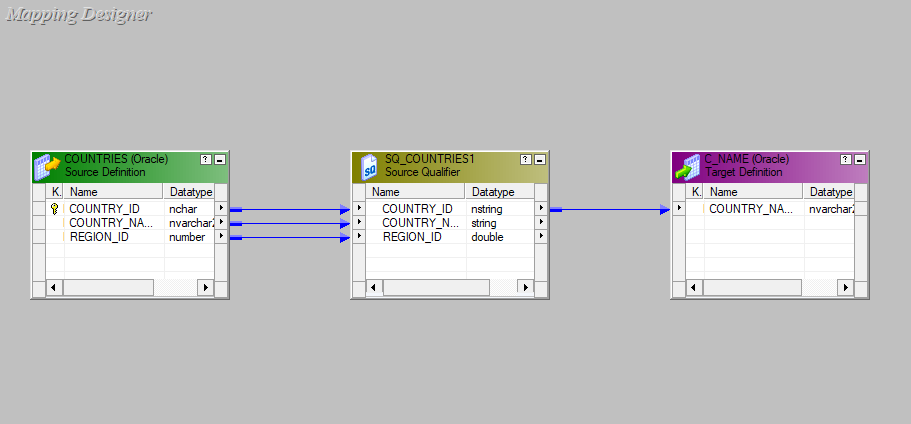 Mapping Designer
COUNTRIES (Oracle)
Source Definition
K. Name Datatype
COUNTRY_ID nchar
COUNTRY_NA... nvarchar2
REGION_ID number
SQ_COUNTRIES1
Source Qualifier
Name Datatype
COUNTRY_ID nstring
COUNTRY_N... string
REGION_ID double
C_NAME (Oracle)
Target Definition
K. Name Datatype
COUNTRY_NA... nvarchar2